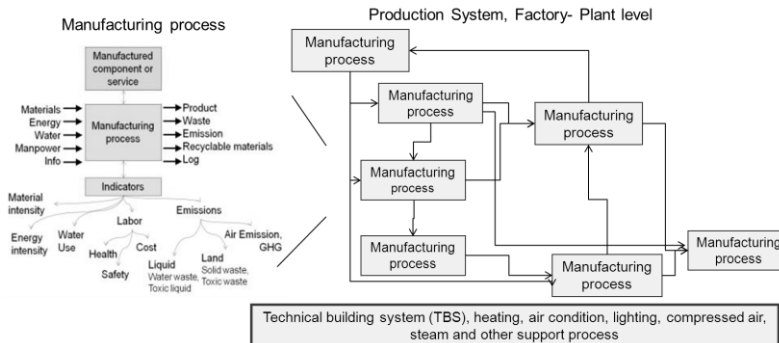 Manufacturing process
Production System, Factory- Plant level
Manufactured
component or
service
Materials
Energy
Water
Manpower
Info
Manufacturing
process
Product
Waste
Emission
Recyclable materials
Log
Indicators
Material
intensity
Energy
intensity
Water
Use
Labor
Health
Safety
Cost
Emissions
Liquid
Water waste,
Toxic liquid
Land
Solid waste,
Toxic waste
Air Emission,
GHG
Manufacturing
process
Manufacturing
process
Manufacturing
process
Manufacturing
process
Manufacturing
process
Manufacturing
process
Manufacturing
process
Technical building system (TBS), heating, air condition, lighting, compressed air,
steam and other support process